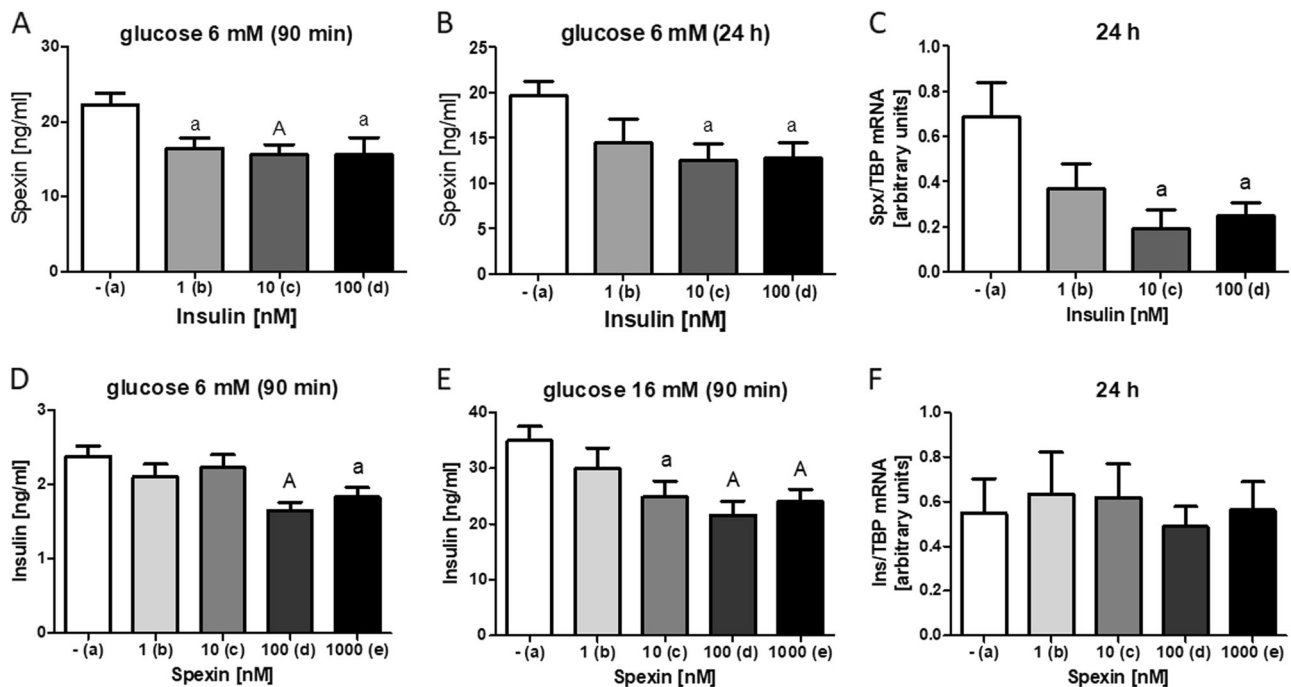 A
glucose 6 mM (90 min)
Spexin [ng/ml]
30
20
10
0
a
A
a
- (a)
1 (b)
10 (c)
100 (d)
Insulin [nM]
B
glucose 6 mM (24 h)
Spexin [ng/ml]
25
20
15
10
5
0
a
a
- (a)
1 (b)
10 (c)
100 (d)
Insulin [nM]
C
24 h
Spx/TBP mRNA
[arbitrary units]
1.0
0.8
0.6
0.4
0.2
0.0
a
a
- (a)
1 (b)
10 (c)
100 (d)
Insulin [nM]
D
glucose 6 mM (90 min)
Insulin [ng/ml]
3
2
1
0
A
a
- (a)
1 (b)
10 (c)
100 (d)
1000 (e)
Spexin [nM]
E
glucose 16 mM (90 min)
Insulin [ng/ml]
40
30
20
10
0
a
A
A
- (a)
1 (b)
10 (c)
100 (d)
1000 (e)
Spexin [nM]
F
24 h
Ins/TBP mRNA
[arbitrary units]
1.0
0.8
0.6
0.4
0.2
0.0
- (a)
1 (b)
10 (c)
100 (d)
1000 (e)
Spexin [nM]